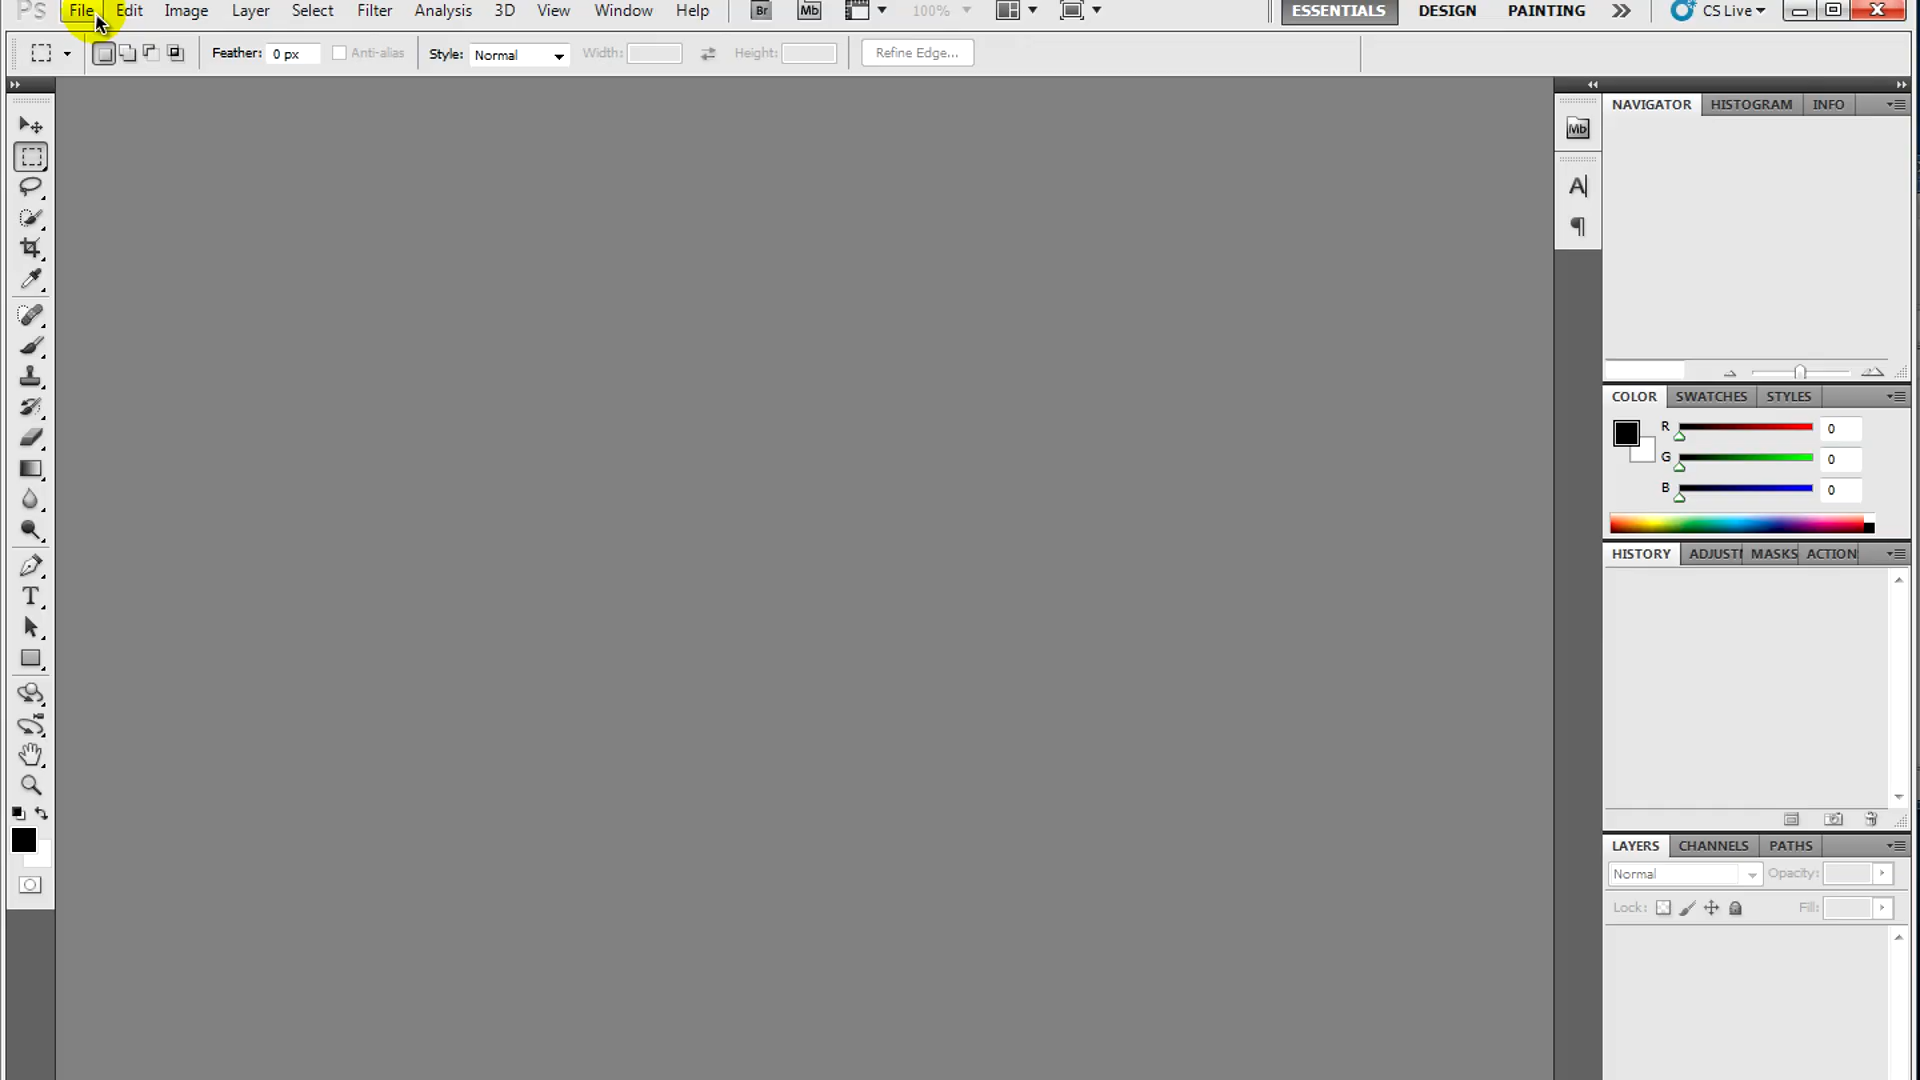 Ps File Edit Image Layer Select Filter Analysis 3D View Window Help Br Mb 100% ESSENTIALS DESIGN PAINTING CS Live
Feather: 0 px Anti-alias Style: Normal Width: Height: Refine Edge...
NAVIGATOR HISTOGRAM INFO
Mb
A
¶
COLOR SWATCHES STYLES
R 0
G 0
B 0
HISTORY ADJUSTI MASKS ACTION
T
LAYERS CHANNELS PATHS
Normal Opacity:
Lock: Fill: